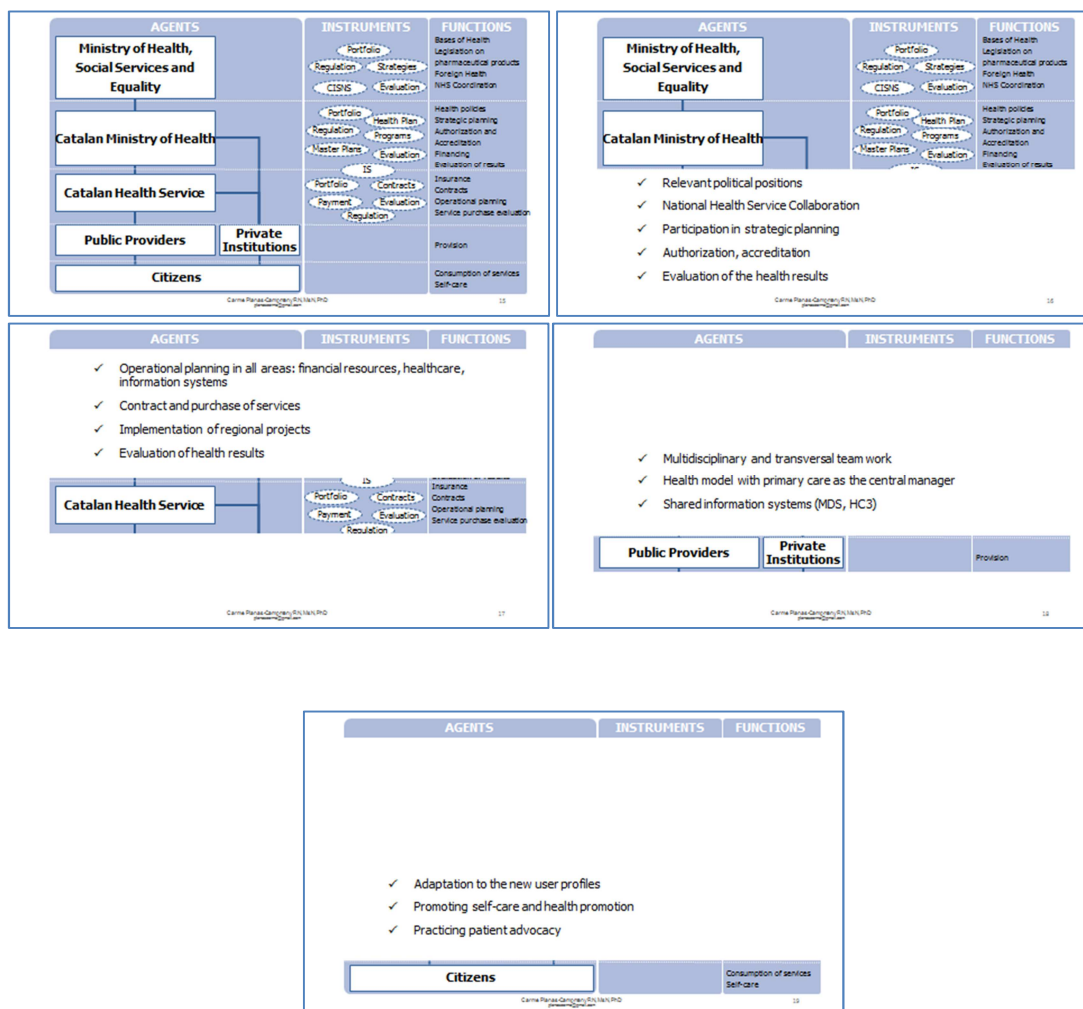 AGENTS
INSTRUMENTS
FUNCTIONS
Ministry of Health,
Social Services and
Equality
Portfolio
Regulation
Strategies
CISNS
Evaluation
Bases of Health
Legislation on
pharmaceutical products
Foreign Health
NHS Coordination
Catalan Ministry of Health
Portfolio
Health Plan
Regulation
Programs
Master Plans
Evaluation
Health policies
Strategic planning
Authorization and
Accreditation
Financing
Evaluation of results
Catalan Health Service
IS
Portfolio
Contracts
Payment
Evaluation
Regulation
Insurance
Contracts
Operational planning
Service purchase evaluation
Public Providers
Private
Institutions
Provision
Citizens
Consumption of services
Self-care
15
AGENTS
INSTRUMENTS
FUNCTIONS
Ministry of Health,
Social Services and
Equality
Portfolio
Regulation
Strategies
CISNS
Evaluation
Bases of Health
Legislation on
pharmaceutical products
Foreign Health
NHS Coordination
Catalan Ministry of Health
Portfolio
Health Plan
Regulation
Programs
Master Plans
Evaluation
Health policies
Strategic planning
Authorization and
Accreditation
Financing
Evaluation of results
✓ Relevant political positions
✓ National Health Service Collaboration
✓ Participation in strategic planning
✓ Authorization, accreditation
✓ Evaluation of the health results
16
AGENTS
INSTRUMENTS
FUNCTIONS
✓ Operational planning in all areas: financial resources, healthcare,
information systems
✓ Contract and purchase of services
✓ Implementation of regional projects
✓ Evaluation of health results
Catalan Health Service
IS
Portfolio
Contracts
Payment
Evaluation
Regulation
Insurance
Contracts
Operational planning
Service purchase evaluation
17
AGENTS
INSTRUMENTS
FUNCTIONS
✓ Multidisciplinary and transversal team work
✓ Health model with primary care as the central manager
✓ Shared information systems (MDS, HC3)
Public Providers
Private
Institutions
Provision
18
AGENTS
INSTRUMENTS
FUNCTIONS
✓ Adaptation to the new user profiles
✓ Promoting self-care and health promotion
✓ Practicing patient advocacy
Citizens
Consumption of services
Self-care